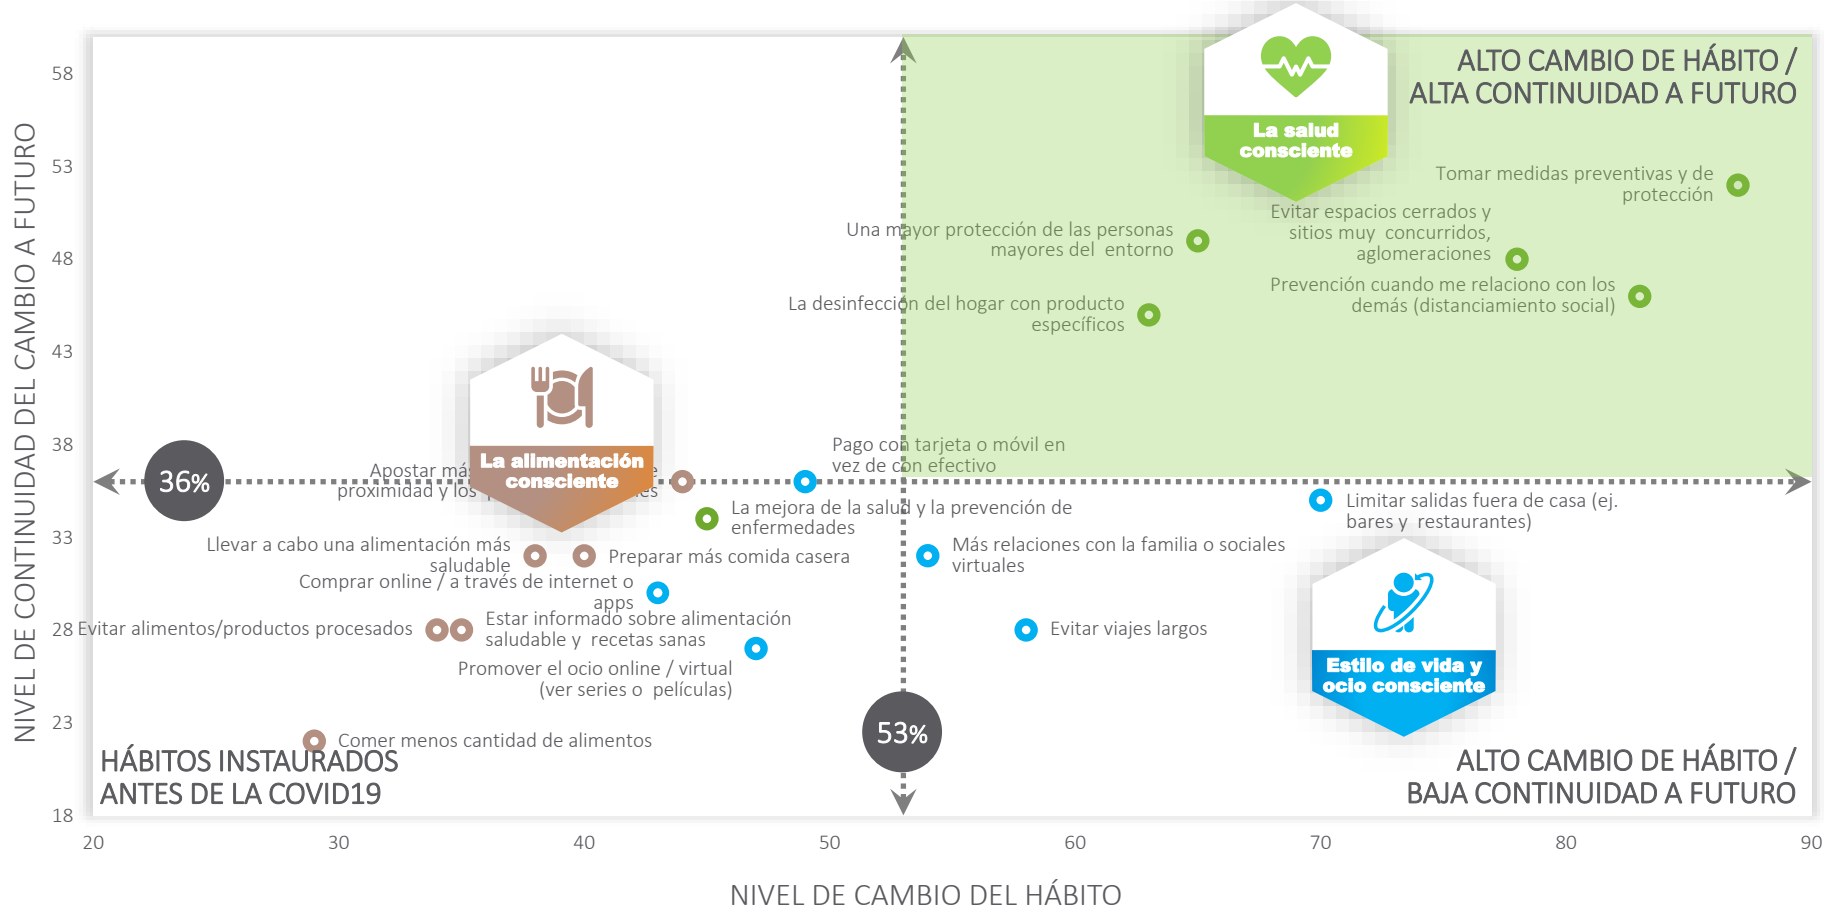 NIVEL DE CONTINUIDAD DEL CAMBIO A FUTURO
58
53
48
43
38
33
28
23
18
ALTO CAMBIO DE HÁBITO /
ALTA CONTINUIDAD A FUTURO
La salud
consciente
Tomar medidas preventivas y de
protección
Evitar espacios cerrados y
sitios muy concurridos,
aglomeraciones
Una mayor protección de las personas
mayores del entorno
Prevención cuando me relaciono con los
demás (distanciamiento social)
La desinfección del hogar con producto
específicos
Pago con tarjeta o móvil en
vez de con efectivo
La alimentación
consciente
36%
Apostar más
proximidad y los
La mejora de la salud y la prevención de
enfermedades
Limitar salidas fuera de casa (ej.
bares y restaurantes)
Llevar a cabo una alimentación más
saludable
Preparar más comida casera
Más relaciones con la familia o sociales
virtuales
Comprar online / a través de internet o
apps
Evitar alimentos/productos procesados
Estar informado sobre alimentación
saludable y recetas sanas
Evitar viajes largos
Promover el ocio online / virtual
(ver series o películas)
Estilo de vida y
ocio consciente
53%
Comer menos cantidad de alimentos
HÁBITOS INSTAURADOS
ANTES DE LA COVID19
ALTO CAMBIO DE HÁBITO /
BAJA CONTINUIDAD A FUTURO
20 30 40 50 60 70 80 90
NIVEL DE CAMBIO DEL HÁBITO